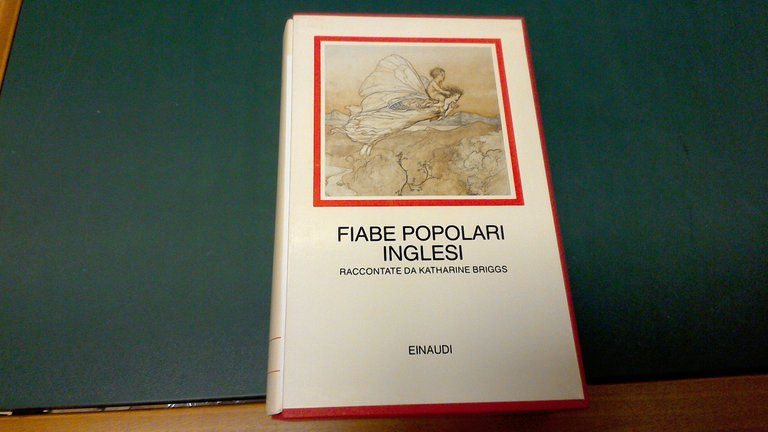 FIABE POPOLARI
INGLESI
RACCONTATE DA KATHARINE BRIGGS
EINAUDI